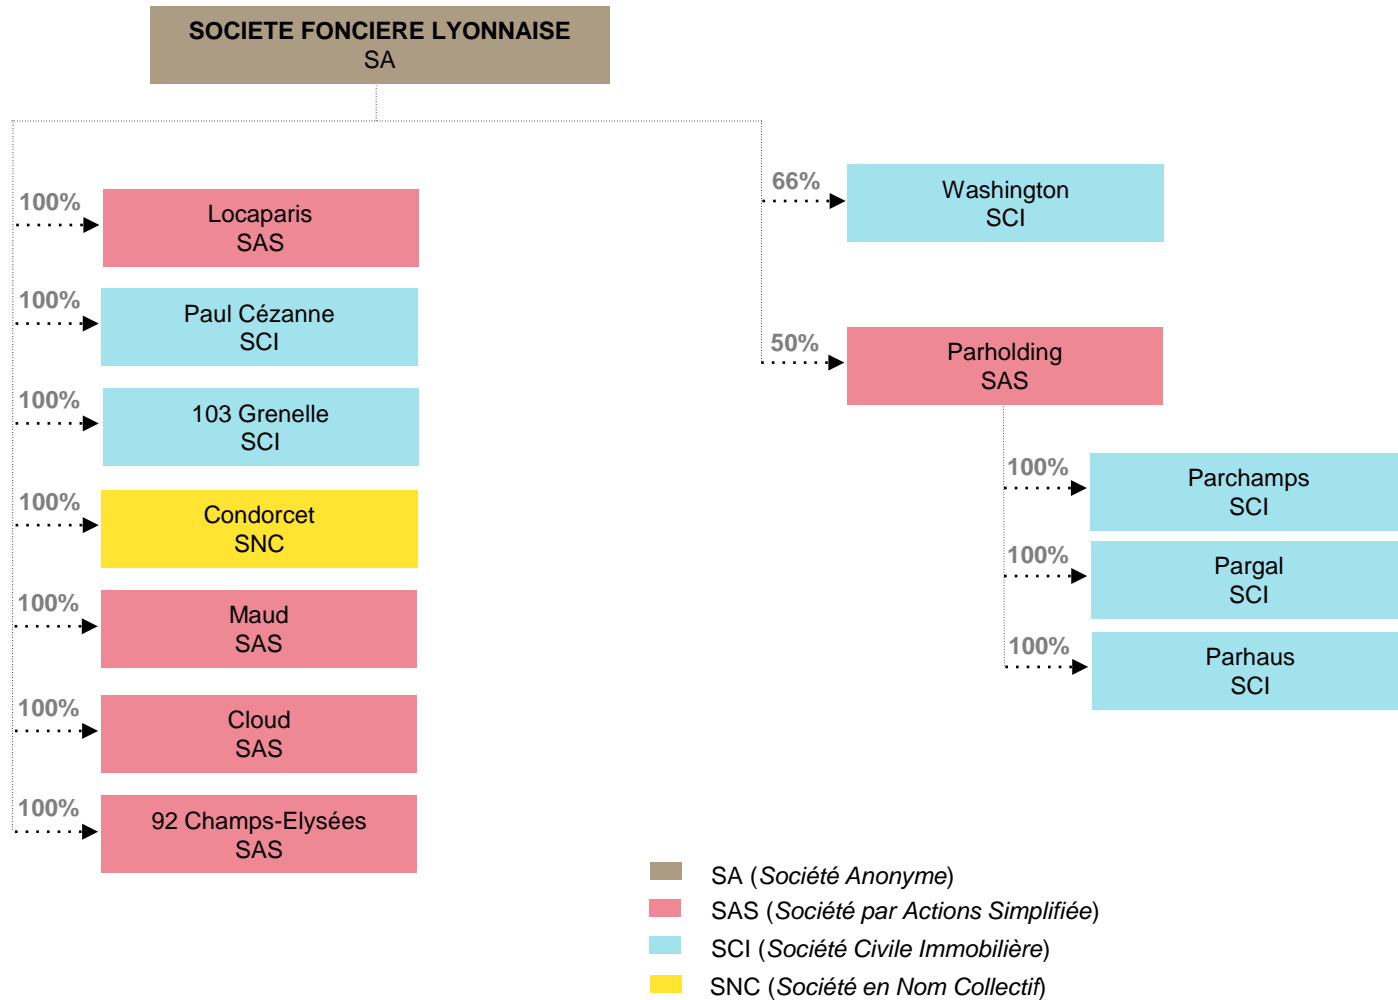 SOCIETE FONCIERE LYONNAISE
SA
100%
Locaparis
SAS
100%
Paul Cézanne
SCI
100%
103 Grenelle
SCI
100%
Condorcet
SNC
100%
Maud
SAS
100%
Cloud
SAS
100%
92 Champs-Elysées
SAS
66%
Washington
SCI
50%
Parholding
SAS
100%
Parchamps
SCI
100%
Pargal
SCI
100%
Parhaus
SCI
SA (Société Anonyme)
SAS (Société par Actions Simplifiée)
SCI (Société Civile Immobilière)
SNC (Société en Nom Collectif)